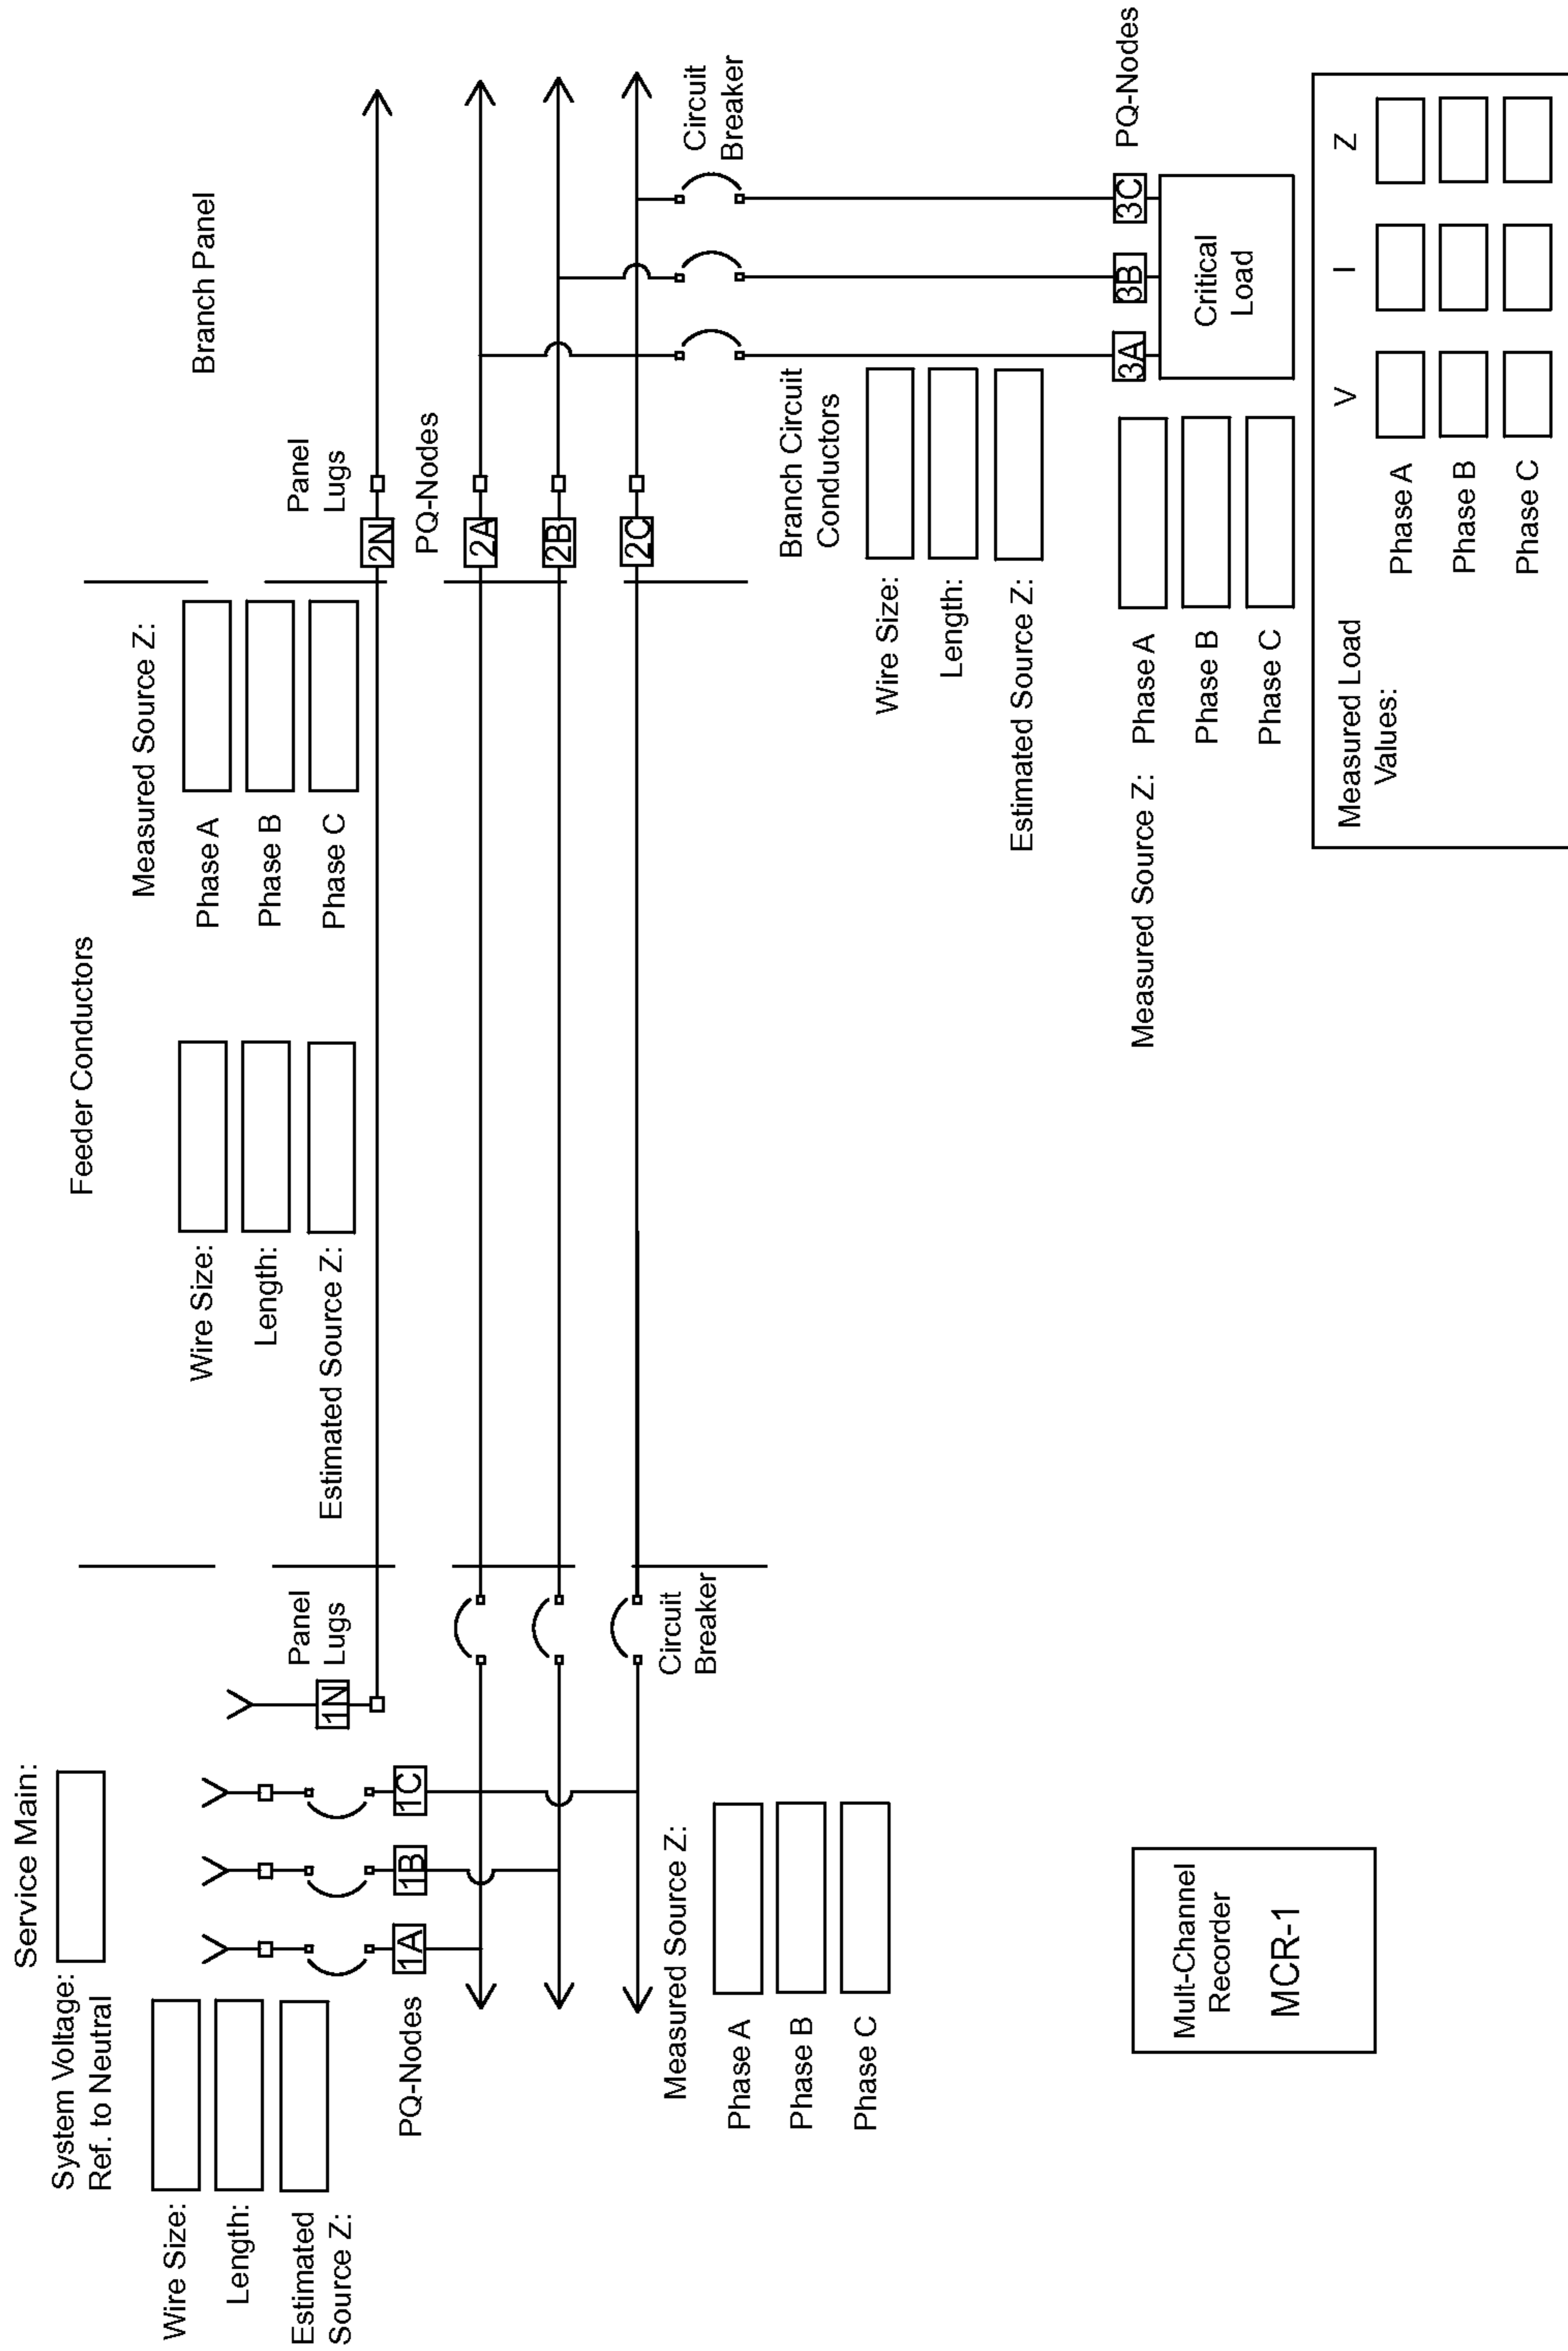 Service Main:
System Voltage:
Ref. to Neutral
Wire Size:
Length:
Estimated
Source Z:
PQ-Nodes
1A
1B
1C
1N
Panel
Lugs
Circuit
Breaker
Measured Source Z:
Phase A
Phase B
Phase C
Mult-Channel
Recorder
MCR-1
Feeder Conductors
Wire Size:
Length:
Estimated Source Z:
Measured Source Z:
Phase A
Phase B
Phase C
Branch Panel
Panel
Lugs
2N
PQ-Nodes
2A
2B
2C
Circuit
Breaker
Branch Circuit
Conductors
Wire Size:
Length:
Estimated Source Z:
3A
3B
3C
PQ-Nodes
Critical
Load
Measured Source Z:
Phase A
Phase B
Phase C
Measured Load
Values:
V I Z
Phase A
Phase B
Phase C